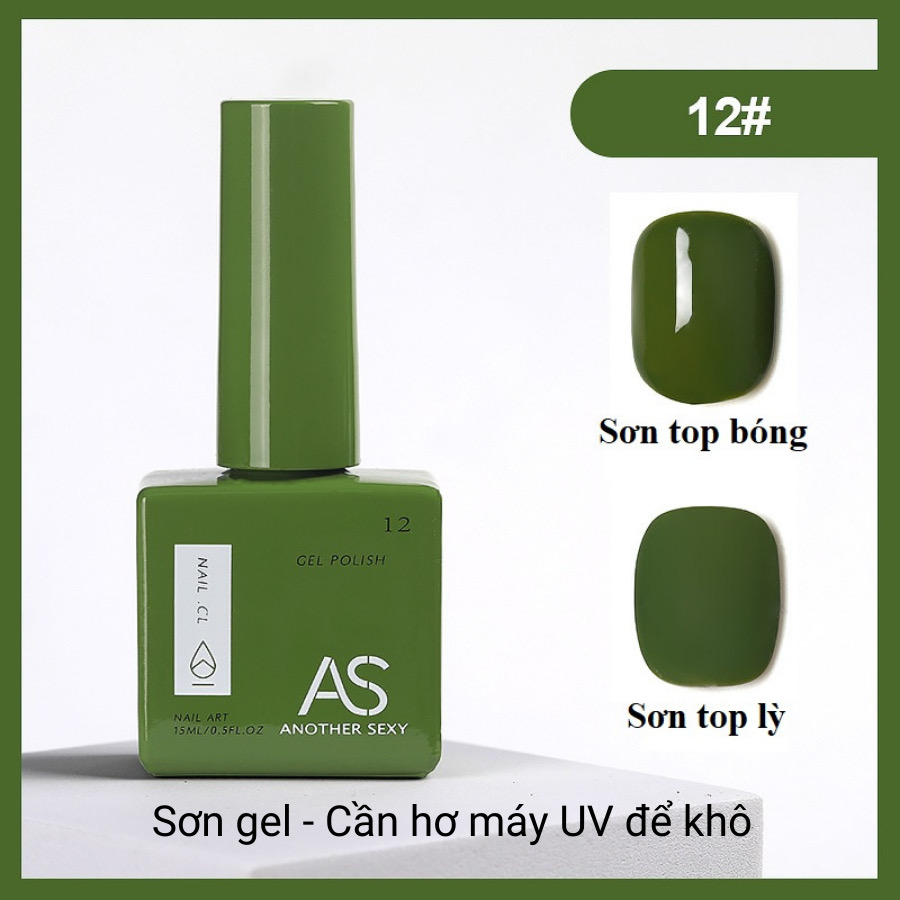 12#
Sơn top bóng
Sơn top lỳ
12
GEL POLISH
NAIL .CL
AS
NAIL ART
15ML/0.5FL.OZ
ANOTHER SEXY
Sơn gel - Cần hơ máy UV để khô